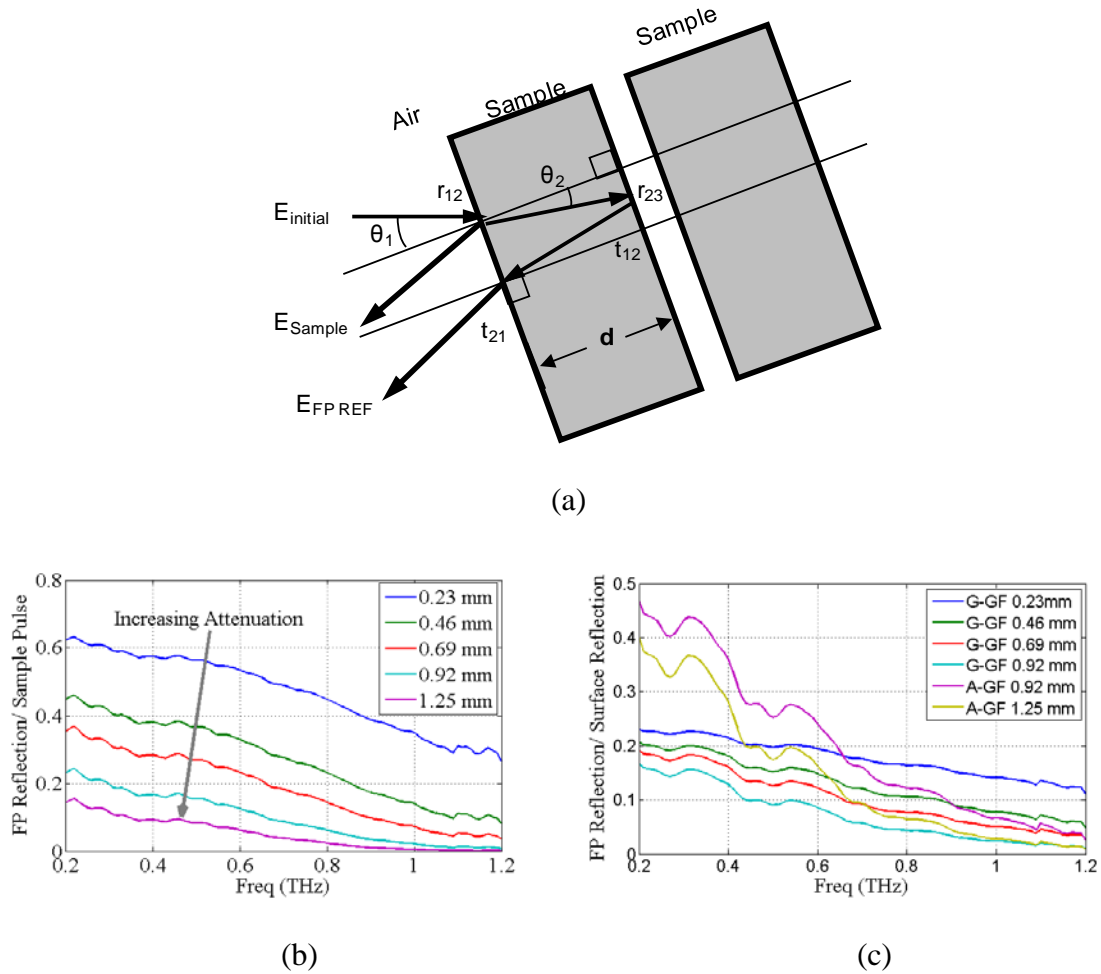 Sample
Sample
Air
r12
θ2
r23
Einitial
θ1
t12
ESample
t21
d
EFP REF
(a)
FP Reflection/ Sample Pulse
0.8
0.6
0.4
0.2
0
Increasing Attenuation
0.23 mm
0.46 mm
0.69 mm
0.92 mm
1.25 mm
0.2 0.4 0.6 0.8 1 1.2
Freq (THz)
(b)
FP Reflection/ Surface Reflection
0.5
0.4
0.3
0.2
0.1
0
G-GF 0.23mm
G-GF 0.46 mm
G-GF 0.69 mm
G-GF 0.92 mm
A-GF 0.92 mm
A-GF 1.25 mm
0.2 0.4 0.6 0.8 1 1.2
Freq (THz)
(c)